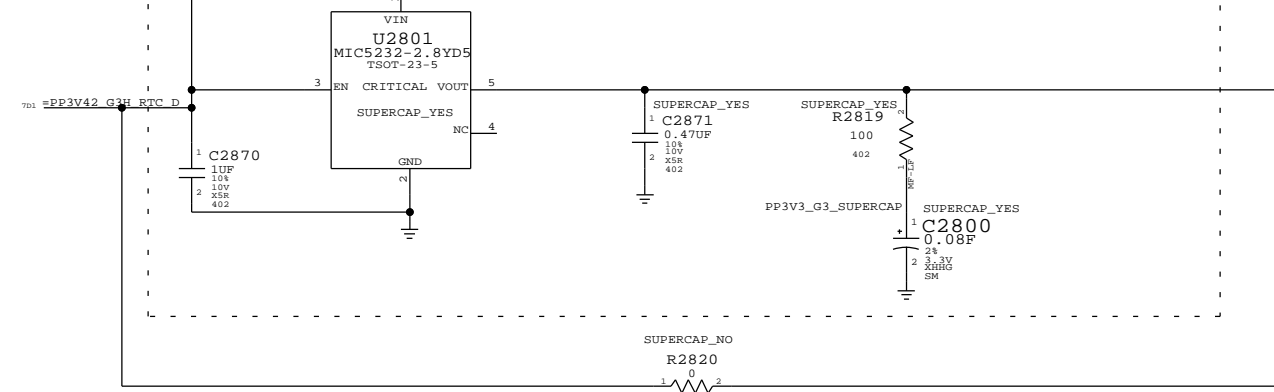 VIN
U2801
MIC5232-2.8YD5
TSOT-23-5
3 EN CRITICAL VOUT 5
SUPERCAP_YES
NC 4
GND
2
7D1 =PP3V42_G3H_RTC_D
1 C2870
1UF
10%
10V
2 X5R
402
SUPERCAP_YES
1 C2871
0.47UF
10%
10V
2 X5R
402
SUPERCAP_YES
2
R2819
100
402
1
MF-LF
PP3V3_G3_SUPERCAP
SUPERCAP_YES
1 C2800
+ 0.08F
2%
2 3.3V
XHHG
SM
SUPERCAP_NO
R2820
0
1 2